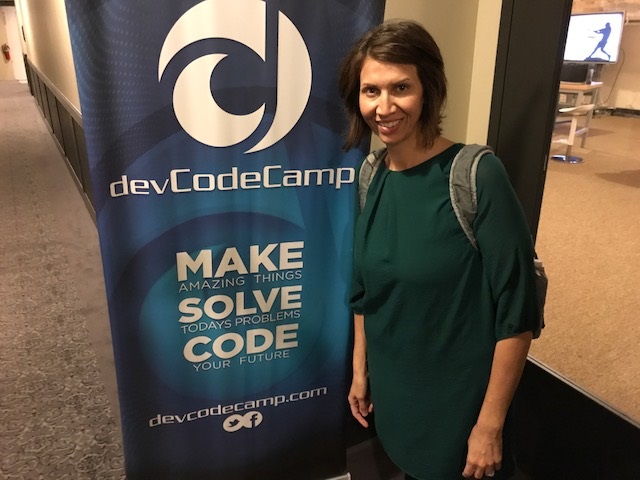 devCodeCamp
MAKE
AMAZING THINGS
SOLVE
TODAYS PROBLEMS
CODE
YOUR FUTURE
devcodecamp.com